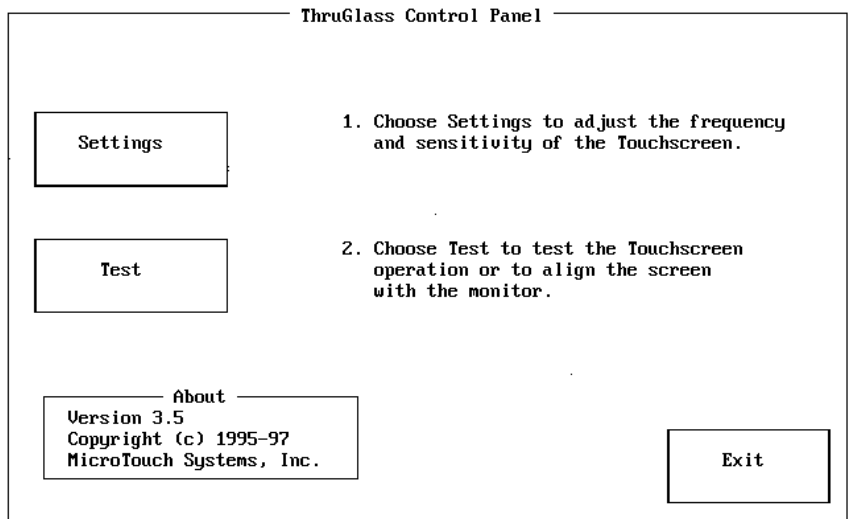 ThruGlass Control Panel
Settings
1. Choose Settings to adjust the frequency
and sensitivity of the Touchscreen.
Test
2. Choose Test to test the Touchscreen
operation or to align the screen
with the monitor.
About
Version 3.5
Copyright (c) 1995-97
MicroTouch Systems, Inc.
Exit